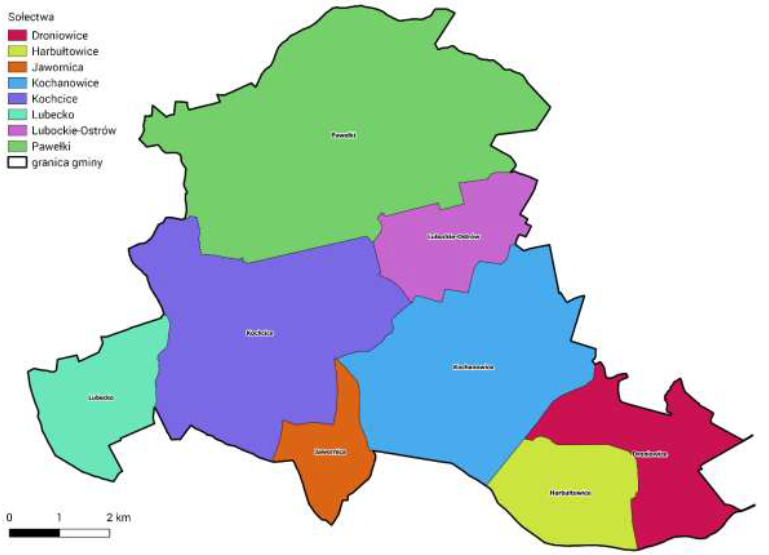 Sołectwa
Droniowice
Harbułtowice
Jawornica
Kochanowice
Kochcice
Lubecko
Lubockie-Ostrów
Pawełki
granica gminy
Pawełki
Lubockie-Ostrów
Kochcice
Kochanowice
Lubecko
Jawornica
Droniowice
Harbułtowice
0 1 2 km